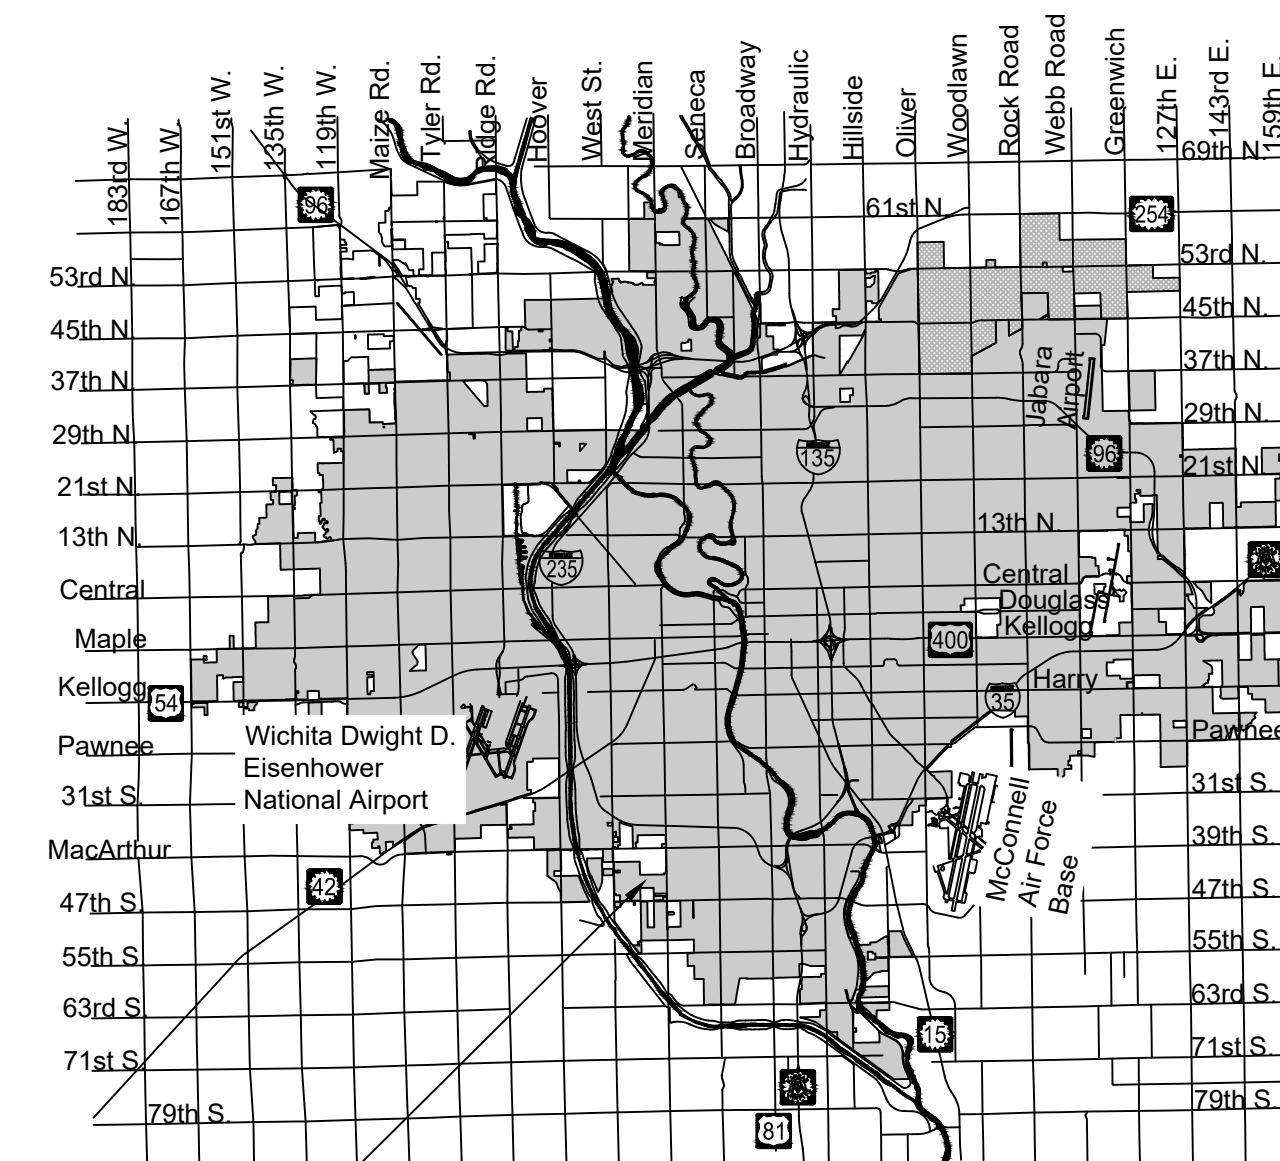 183rd W.
167th W.
151st W.
135th W.
119th W.
Maize Rd.
Tyler Rd.
Ridge Rd.
Hoover
West St.
Meridian
Seneca
Broadway
Hydraulic
Hillside
Oliver
Woodlawn
Rock Road
Webb Road
Greenwich
127th E.
143rd E.
159th E.
69th N.
96
61st N.
254
53rd N.
53rd N.
45th N.
45th N.
37th N.
37th N.
Jabara
Airport
29th N.
29th N.
96
135
21st N.
21st N.
13th N.
13th N.
235
Central
Central
Douglass
Kellogg
400
Maple
Kellogg
54
Harry
35
Wichita Dwight D.
Eisenhower
National Airport
Pawnee
Pawnee
31st S.
31st S.
McConnell
Air Force
Base
MacArthur
39th S.
42
47th S.
47th S.
55th S.
55th S.
63rd S.
63rd S.
15
71st S.
71st S.
79th S.
79th S.
81